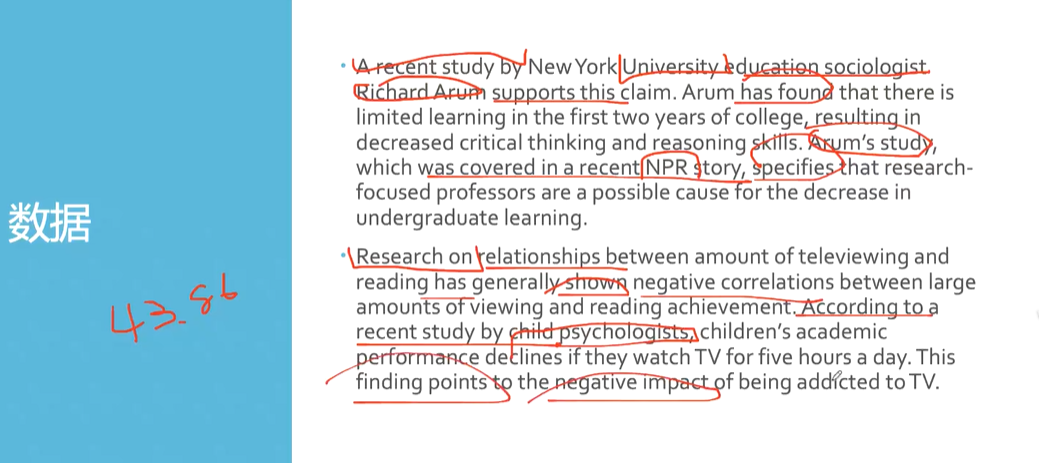 数据
43.86
• A recent study by New York University education sociologist
Richard Arum supports this claim. Arum has found that there is
limited learning in the first two years of college, resulting in
decreased critical thinking and reasoning skills. Arum's study,
which was covered in a recent NPR story, specifies that research-
focused professors are a possible cause for the decrease in
undergraduate learning.
• Research on relationships between amount of televiewing and
reading has generally shown negative correlations between large
amounts of viewing and reading achievement. According to a
recent study by child psychologists, children's academic
performance declines if they watch TV for five hours a day. This
finding points to the negative impact of being addicted to TV.